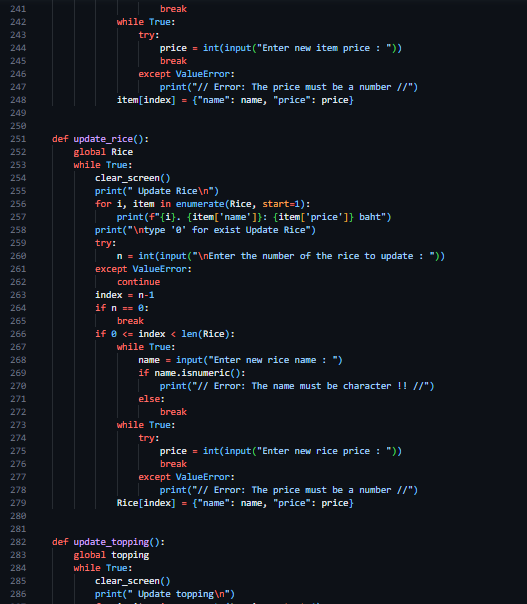 241 break
242 while True:
243 try:
244 price = int(input("Enter new item price : "))
245 break
246 except ValueError:
247 print("// Error: The price must be a number //")
248 item[index] = {"name": name, "price": price}
249
250
251 def update_rice():
252 global Rice
253 while True:
254 clear_screen()
255 print(" Update Rice\n")
256 for i, item in enumerate(Rice, start=1):
257 print(f"{i}. {item['name']}: {item['price']} baht")
258 print("\ntype '0' for exist Update Rice")
259 try:
260 n = int(input("\nEnter the number of the rice to update : "))
261 except ValueError:
262 continue
263 index = n-1
264 if n == 0:
265 break
266 if 0 <= index < len(Rice):
267 while True:
268 name = input("Enter new rice name : ")
269 if name.isnumeric():
270 print("// Error: The name must be character !! //")
271 else:
272 break
273 while True:
274 try:
275 price = int(input("Enter new rice price : "))
276 break
277 except ValueError:
278 print("// Error: The price must be a number //")
279 Rice[index] = {"name": name, "price": price}
280
281
282 def update_topping():
283 global topping
284 while True:
285 clear_screen()
286 print(" Update topping\n")